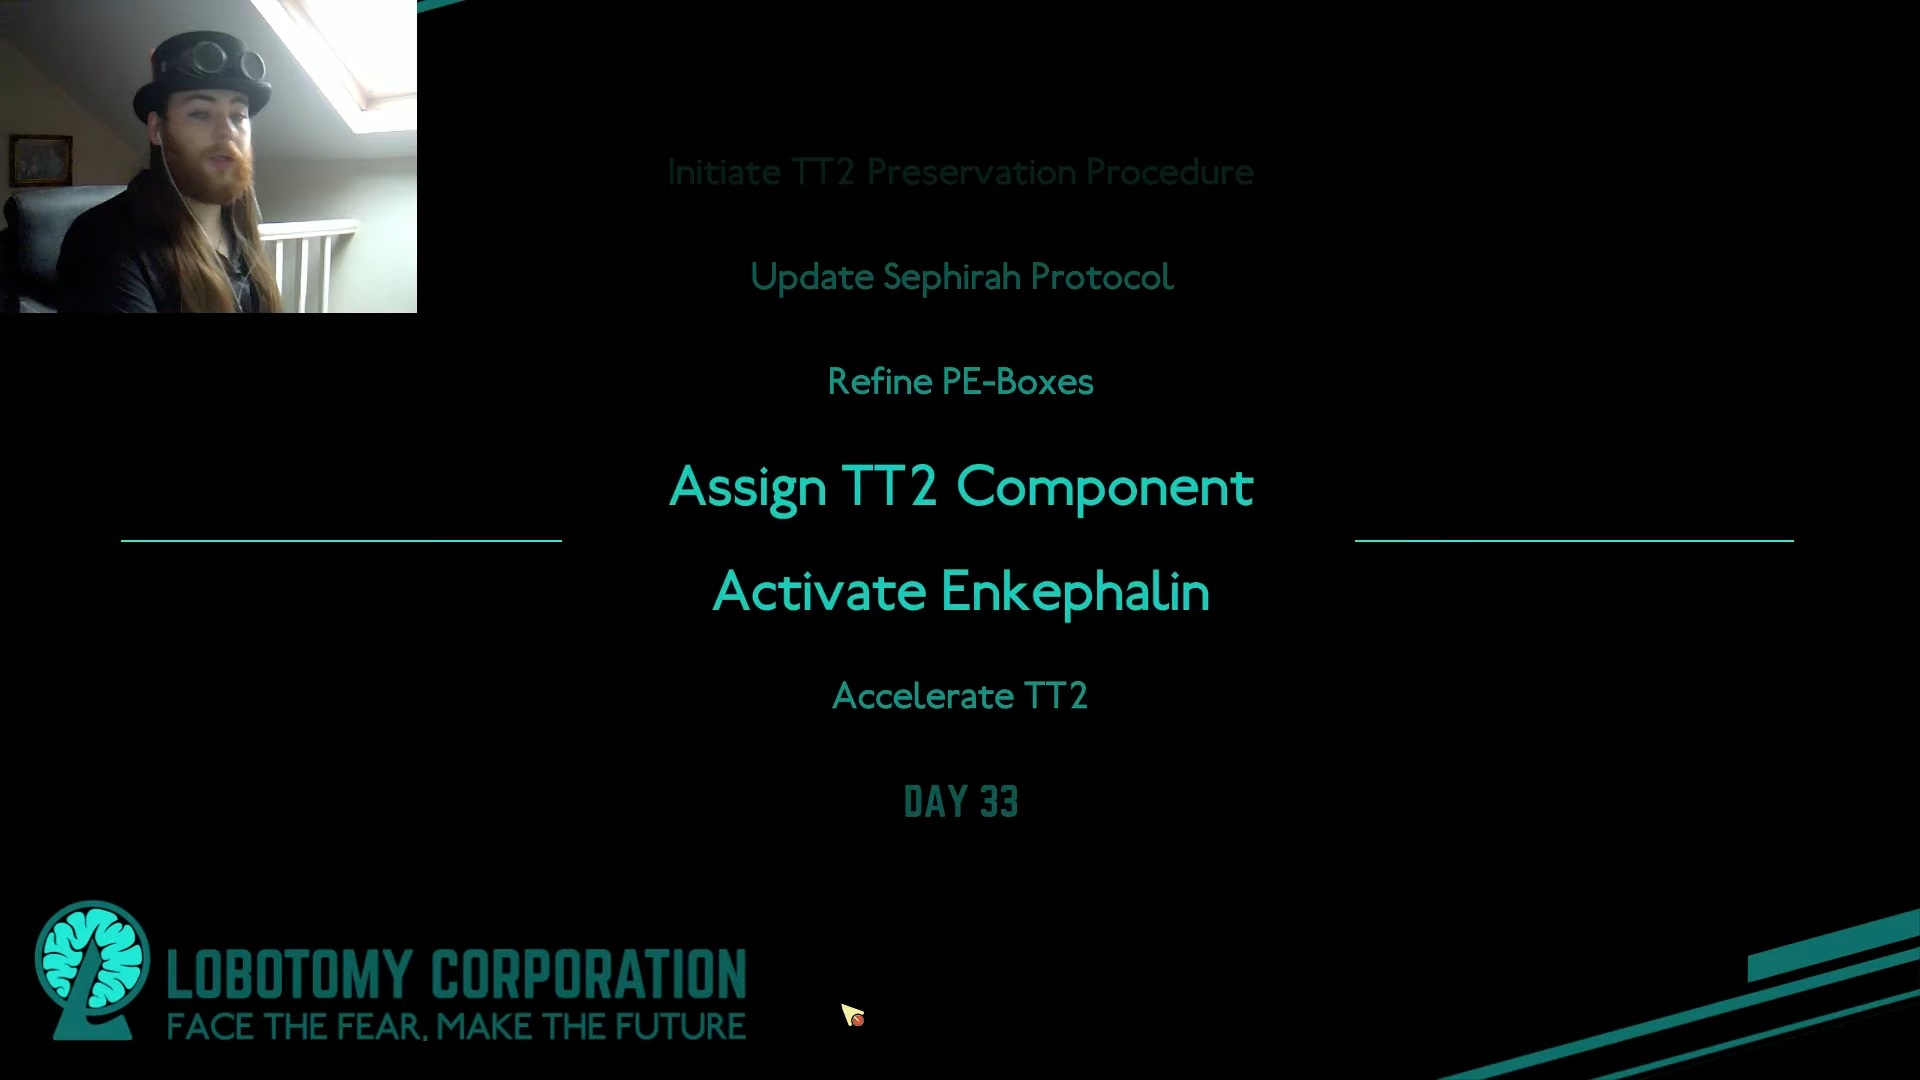 Initiate TT2 Preservation Procedure
Update Sephirah Protocol
Refine PE-Boxes
Assign TT2 Component
Activate Enkephalin
Accelerate TT2
DAY 33
LOBOTOMY CORPORATION
FACE THE FEAR, MAKE THE FUTURE